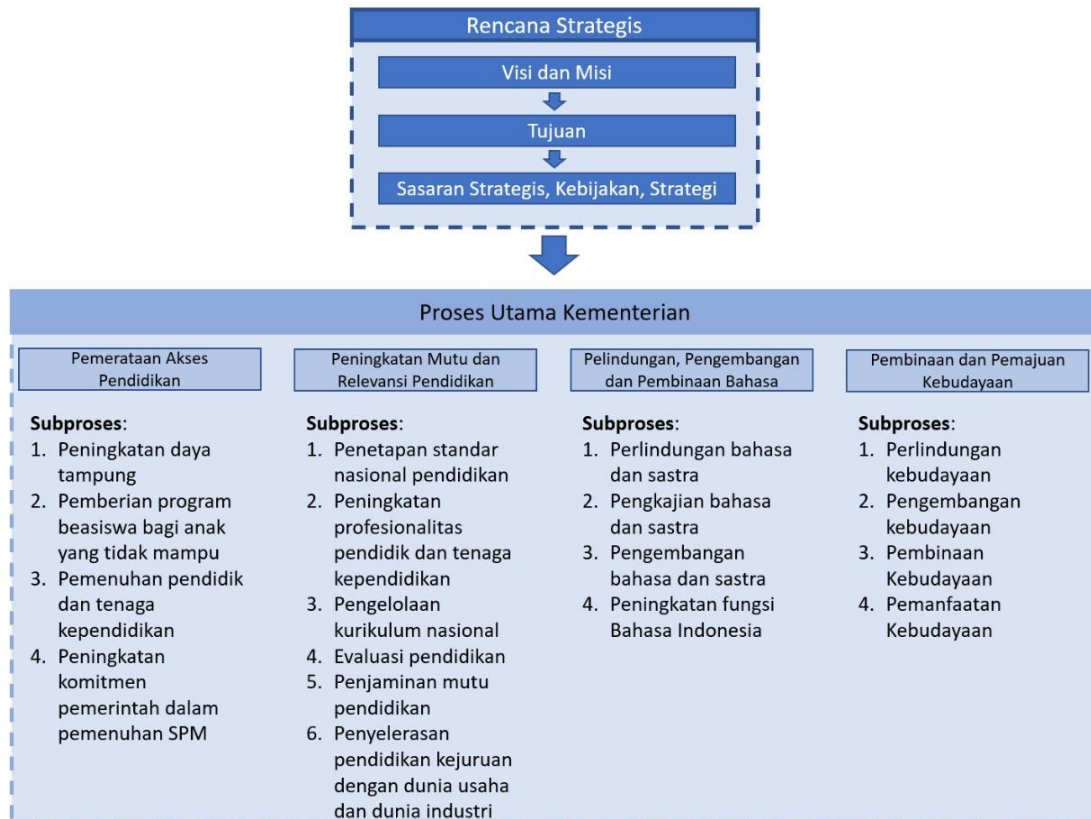 Rencana Strategis
Visi dan Misi
Tujuan
Sasaran Strategis, Kebijakan, Strategi
Proses Utama Kementerian
Pemerataan Akses
Pendidikan
Subproses:
1. Peningkatan daya
tampung
2. Pemberian program
beasiswa bagi anak
yang tidak mampu
3. Pemenuhan pendidik
dan tenaga
kependidikan
4. Peningkatan
komitmen
pemerintah dalam
pemenuhan SPM
Peningkatan Mutu dan
Relevansi Pendidikan
Subproses:
1. Penetapan standar
nasional pendidikan
2. Peningkatan
profesionalitas
pendidik dan tenaga
kependidikan
3. Pengelolaan
kurikulum nasional
4. Evaluasi pendidikan
5. Penjaminan mutu
pendidikan
6. Penyelerasan
pendidikan kejuruan
dengan dunia usaha
dan dunia industri
Pelindungan, Pengembangan
dan Pembinaan Bahasa
Subproses:
1. Perlindungan bahasa
dan sastra
2. Pengkajian bahasa
dan sastra
3. Pengembangan
bahasa dan sastra
4. Peningkatan fungsi
Bahasa Indonesia
Pembinaan dan Pemajuan
Kebudayaan
Subproses:
1. Perlindungan
kebudayaan
2. Pengembangan
kebudayaan
3. Pembinaan
Kebudayaan
4. Pemanfaatan
Kebudayaan